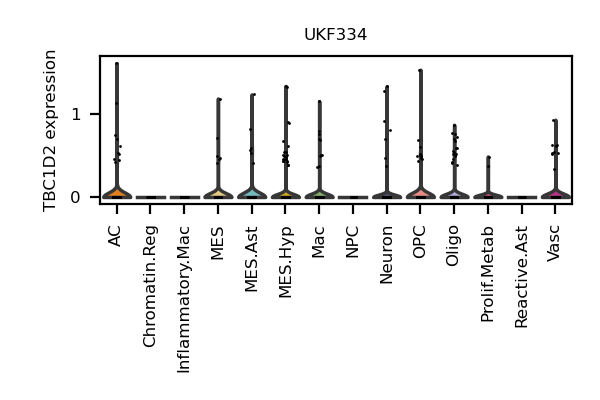 UKF334
TBC1D2 expression
1
0
AC
Chromatin.Reg
Inflammatory.Mac
MES
MES.Ast
MES.Hyp
Mac
NPC
Neuron
OPC
Oligo
Prolif.Metab
Reactive.Ast
Vasc